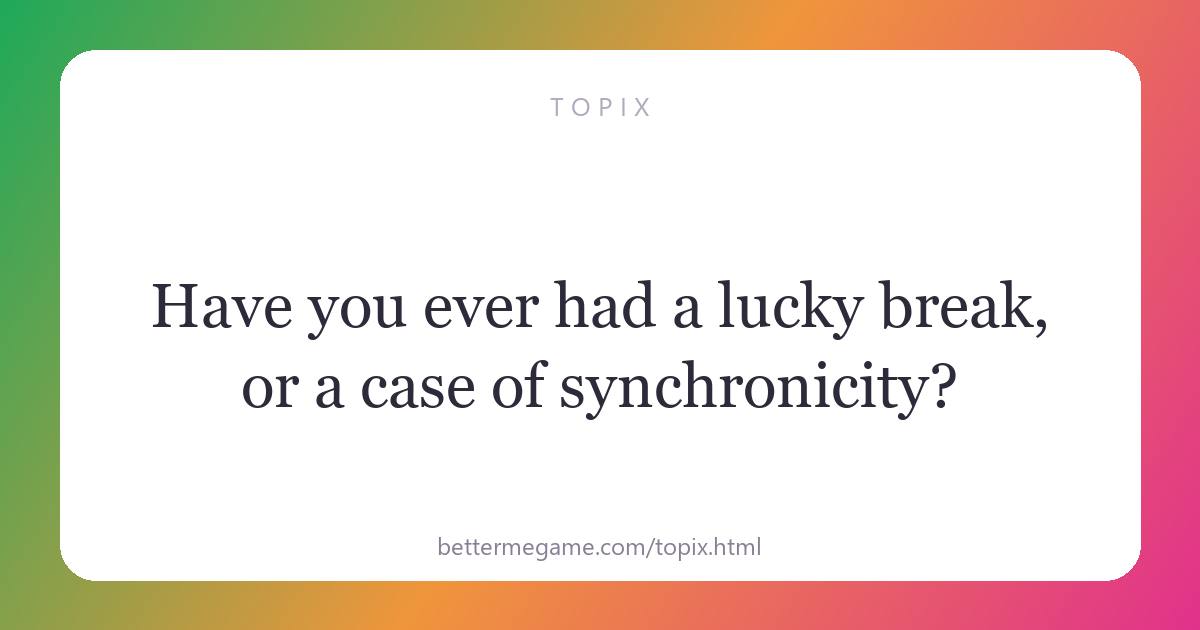 TOPIX
Have you ever had a lucky break,
or a case of synchronicity?
bettermegame.com/topix.html